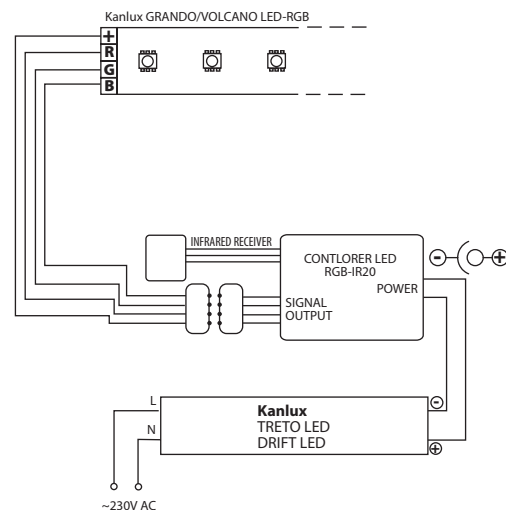 Kanlux GRANDO/VOLCANO LED-RGB
+
R
G
B
INFRARED RECEIVER
CONTLORER LED
RGB-IR20
POWER
- +
SIGNAL
OUTPUT
L
N
Kanlux
TRETO LED
DRIFT LED
-
+
~230V AC